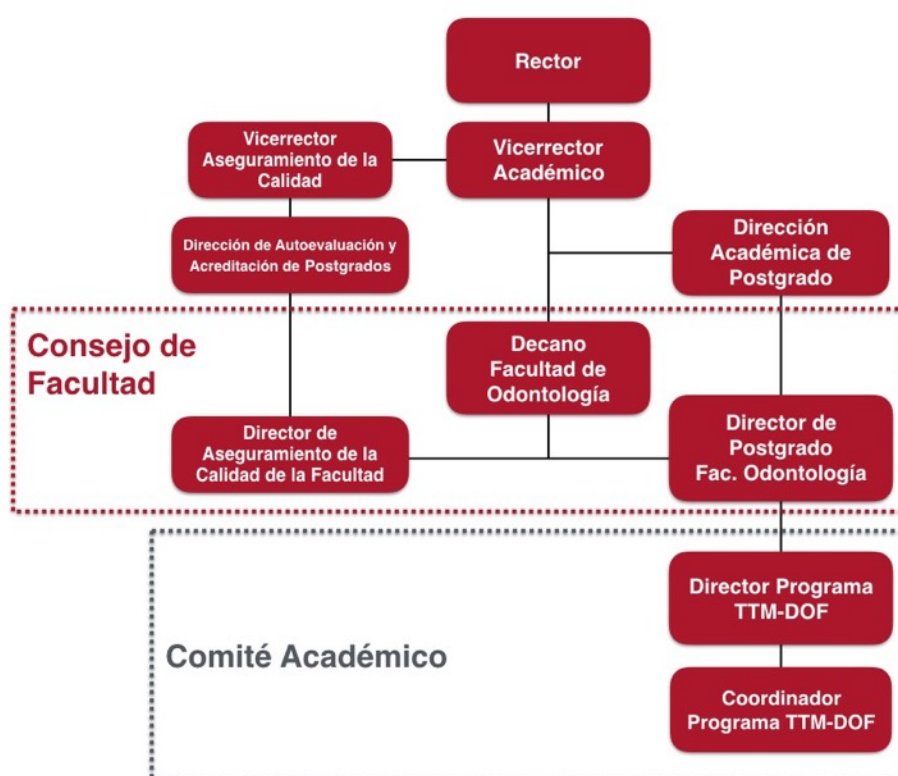 Rector
Vicerrector
Aseguramiento de la
Calidad
Vicerrector
Académico
Dirección de Autoevaluación y
Acreditación de Postgrados
Dirección
Académica de
Postgrado
Consejo de
Facultad
Decano
Facultad de
Odontología
Director de
Aseguramiento de la
Calidad de la Facultad
Director de
Postgrado
Fac. Odontología
Comité Académico
Director Programa
TTM-DOF
Coordinador
Programa TTM-DOF